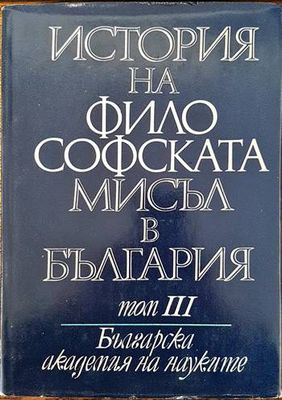 ИСТОРИЯ
НА
ФИЛО
СОФСКАТА
МИСЪЛ
В
БЪЛГАРИЯ
том III
Българска
академия на науките